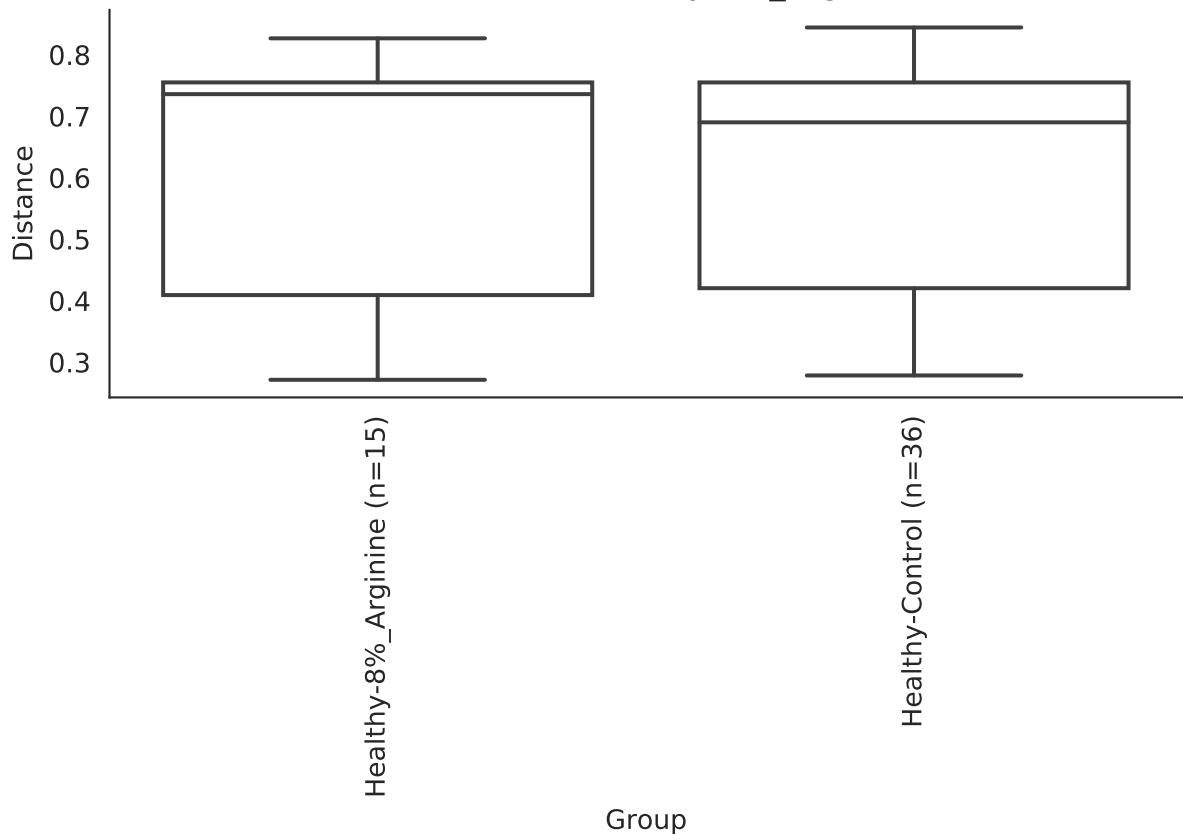 Distance
0.8
0.7
0.6
0.5
0.4
0.3
Healthy-8%_Arginine (n=15)
Healthy-Control (n=36)
Group